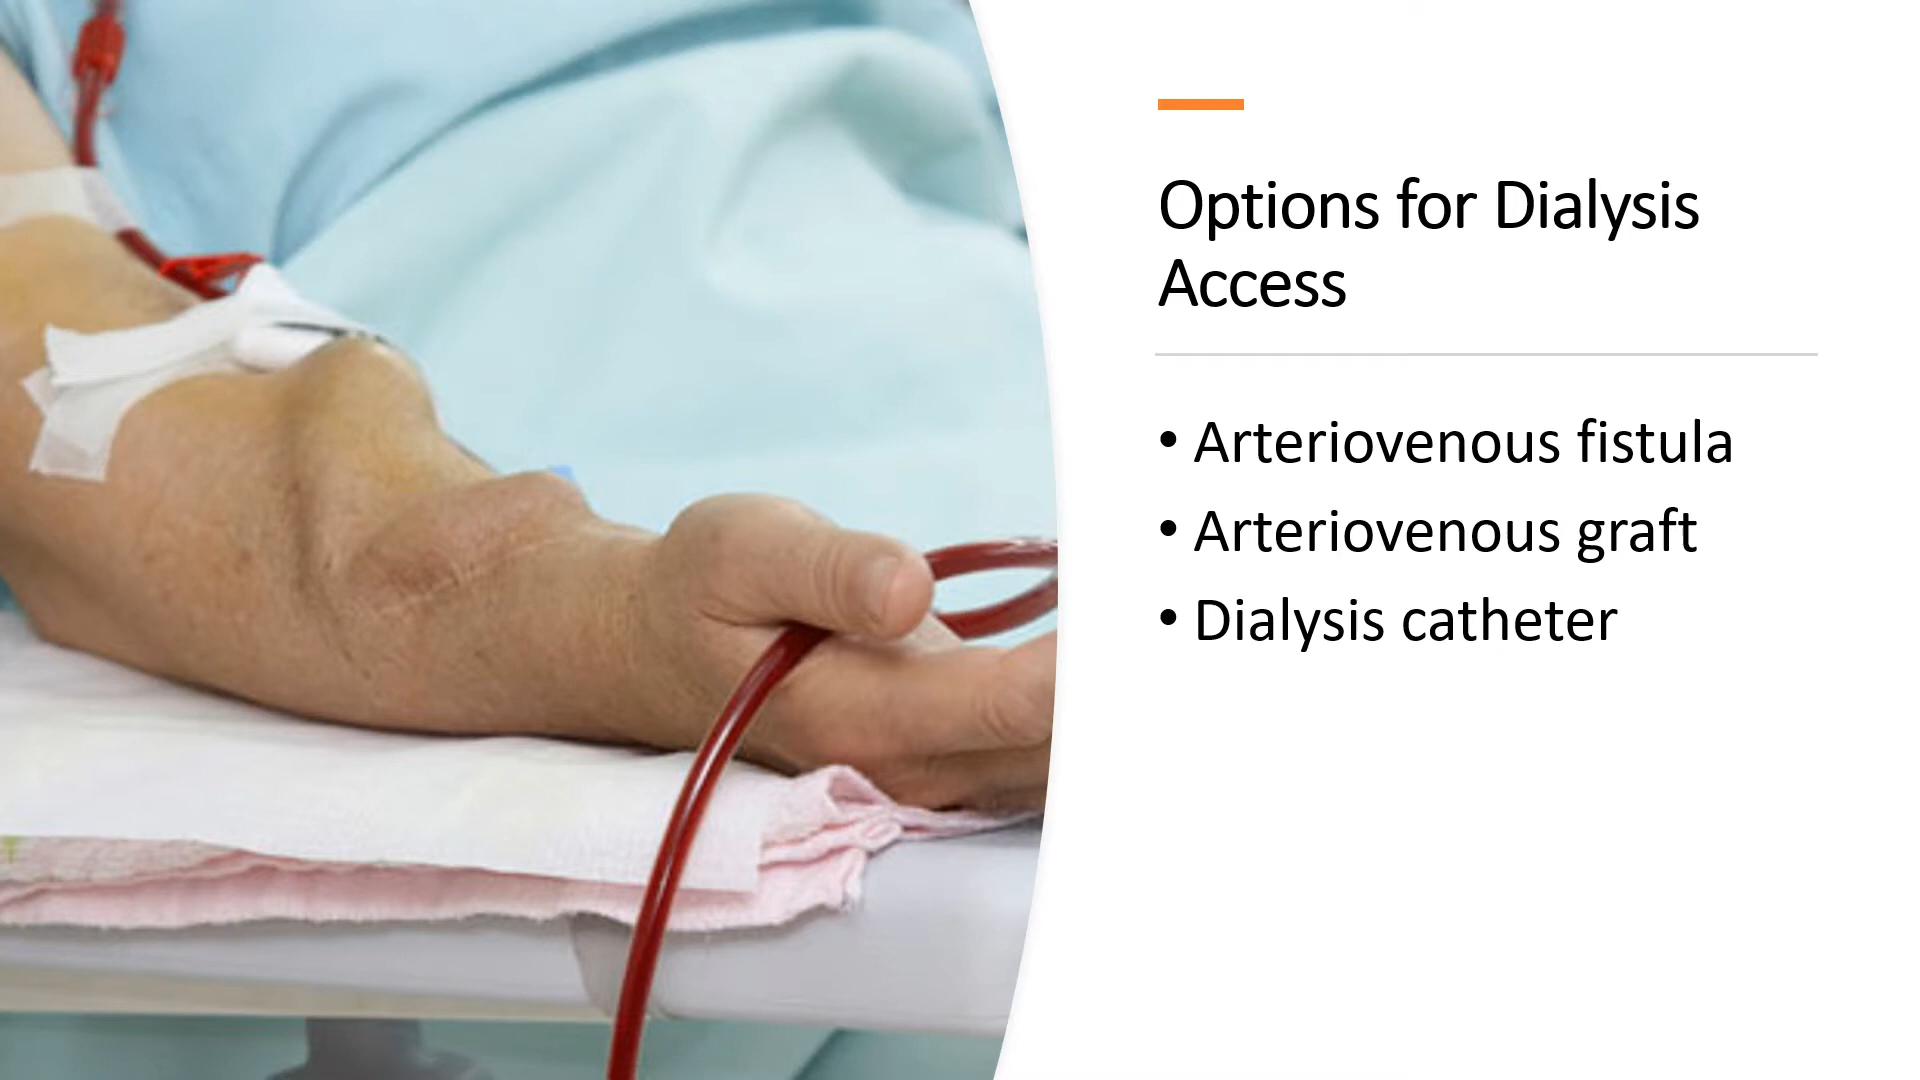 Options for Dialysis
Access
• Arteriovenous fistula
• Arteriovenous graft
• Dialysis catheter